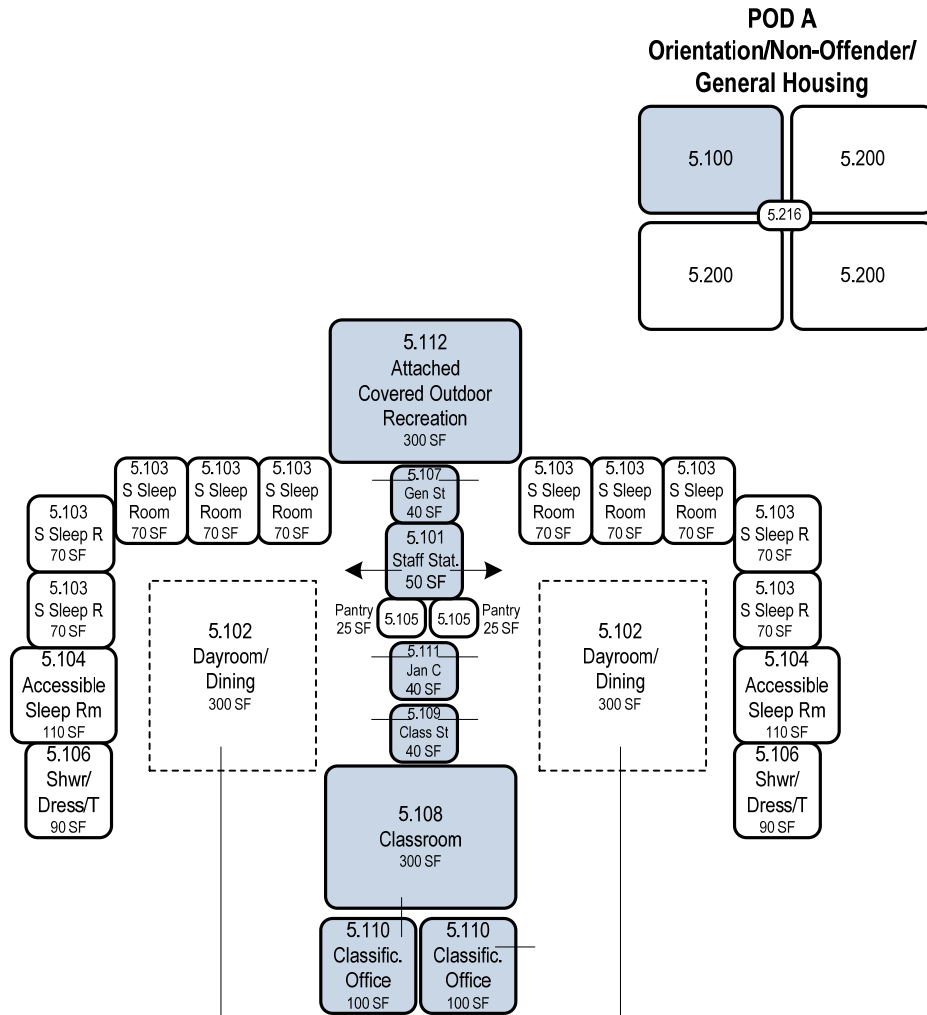 POD A
Orientation/Non-Offender/
General Housing
5.100
5.200
5.216
5.200
5.200
5.112
Attached
Covered Outdoor
Recreation
300 SF
5.103
S Sleep
Room
70 SF
5.103
S Sleep
Room
70 SF
5.103
S Sleep
Room
70 SF
5.107
Gen St
40 SF
5.103
S Sleep
Room
70 SF
5.103
S Sleep
Room
70 SF
5.103
S Sleep
Room
70 SF
5.103
S Sleep R
70 SF
5.101
Staff Stat.
50 SF
5.103
S Sleep R
70 SF
5.103
S Sleep R
70 SF
5.102
Dayroom/
Dining
300 SF
Pantry
25 SF
5.105
5.105
Pantry
25 SF
5.102
Dayroom/
Dining
300 SF
5.103
S Sleep R
70 SF
5.104
Accessible
Sleep Rm
110 SF
5.111
Jan C
40 SF
5.104
Accessible
Sleep Rm
110 SF
5.109
Class St
40 SF
5.106
Shwr/
Dress/T
90 SF
5.106
Shwr/
Dress/T
90 SF
5.108
Classroom
300 SF
5.110
Classific.
Office
100 SF
5.110
Classific.
Office
100 SF